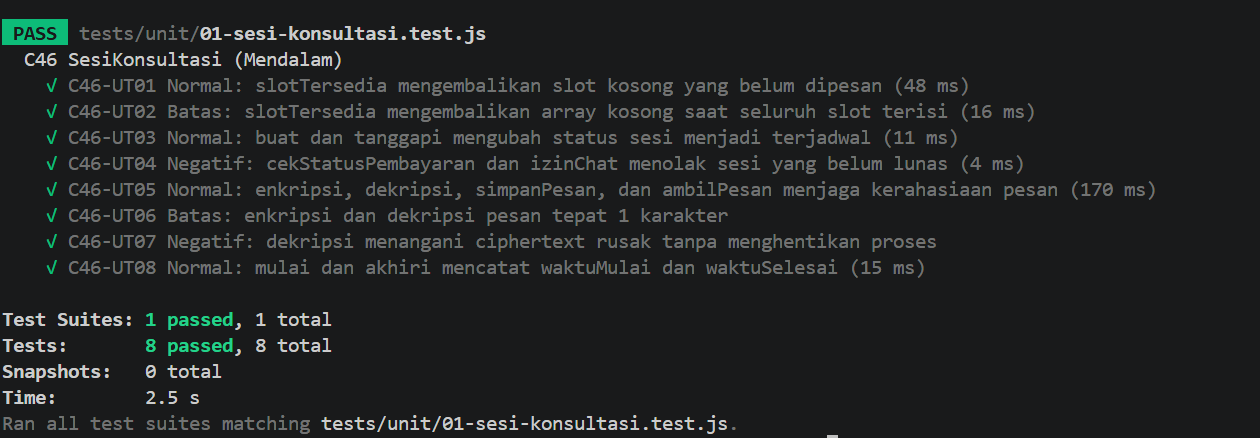 PASS tests/unit/01-sesi-konsultasi.test.js
C46 SesiKonsultasi (Mendalam)
√ C46-UT01 Normal: slotTersedia mengembalikan slot kosong yang belum dipesan (48 ms)
√ C46-UT02 Batas: slotTersedia mengembalikan array kosong saat seluruh slot terisi (16 ms)
√ C46-UT03 Normal: buat dan tanggapi mengubah status sesi menjadi terjadwal (11 ms)
√ C46-UT04 Negatif: cekStatusPembayaran dan izinChat menolak sesi yang belum lunas (4 ms)
√ C46-UT05 Normal: enkripsi, dekripsi, simpanPesan, dan ambilPesan menjaga kerahasiaan pesan (170 ms)
√ C46-UT06 Batas: enkripsi dan dekripsi pesan tepat 1 karakter
√ C46-UT07 Negatif: dekripsi menangani ciphertext rusak tanpa menghentikan proses
√ C46-UT08 Normal: mulai dan akhiri mencatat waktuMulai dan waktuSelesai (15 ms)
Test Suites: 1 passed, 1 total
Tests: 8 passed, 8 total
Snapshots: 0 total
Time: 2.5 s
Ran all test suites matching tests/unit/01-sesi-konsultasi.test.js.